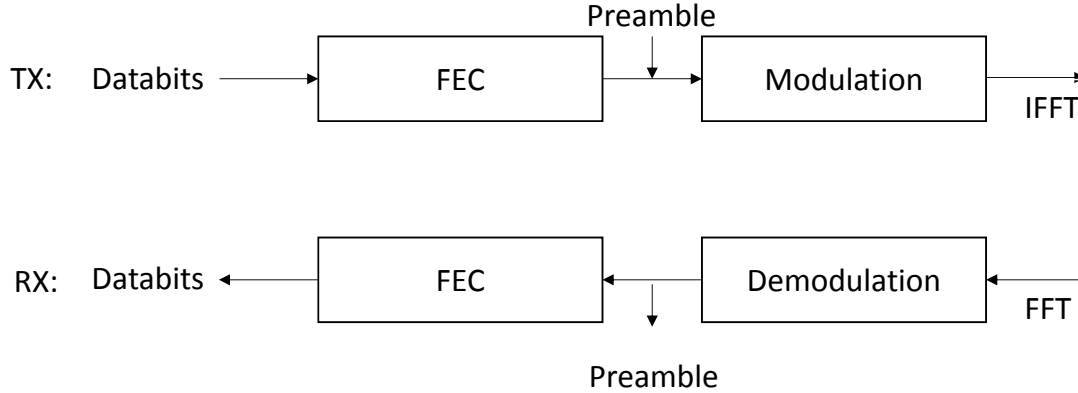 Preamble
TX: Databits FEC Modulation
IFFT
RX: Databits FEC Demodulation
FFT
Preamble